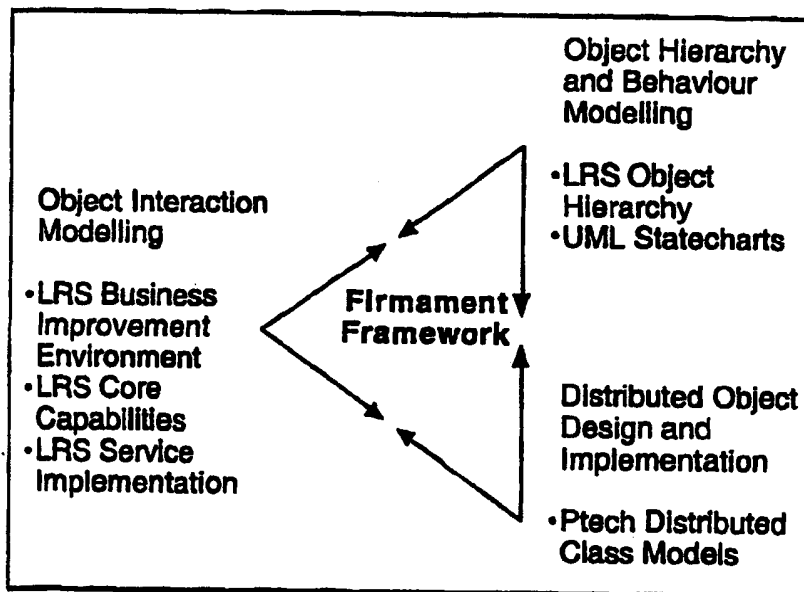 Object Hierarchy
and Behaviour
Modelling
•LRS Object
Hierarchy
•UML Statecharts
Object Interaction
Modelling
•LRS Business
Improvement
Environment
•LRS Core
Capabilities
•LRS Service
Implementation
Firmament
Framework
Distributed Object
Design and
Implementation
•Ptech Distributed
Class Models